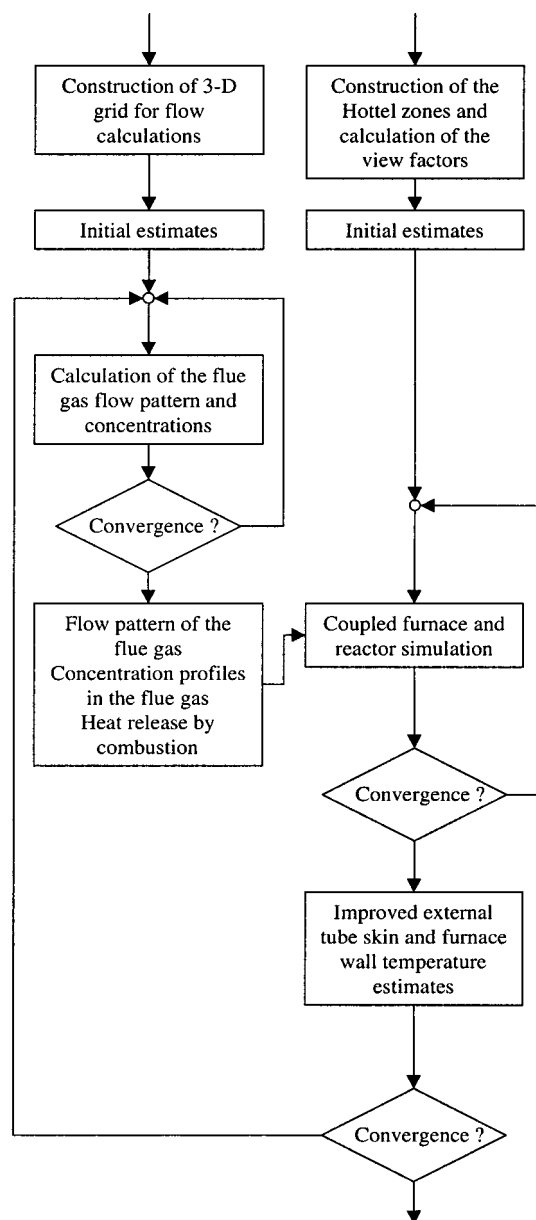 Construction of 3-D
grid for flow
calculations
Construction of the
Hottel zones and
calculation of the
view factors
Initial estimates
Initial estimates
Calculation of the flue
gas flow pattern and
concentrations
Convergence ?
Flow pattern of the
flue gas
Concentration profiles
in the flue gas
Heat release by
combustion
Coupled furnace and
reactor simulation
Convergence ?
Improved external
tube skin and furnace
wall temperature
estimates
Convergence ?